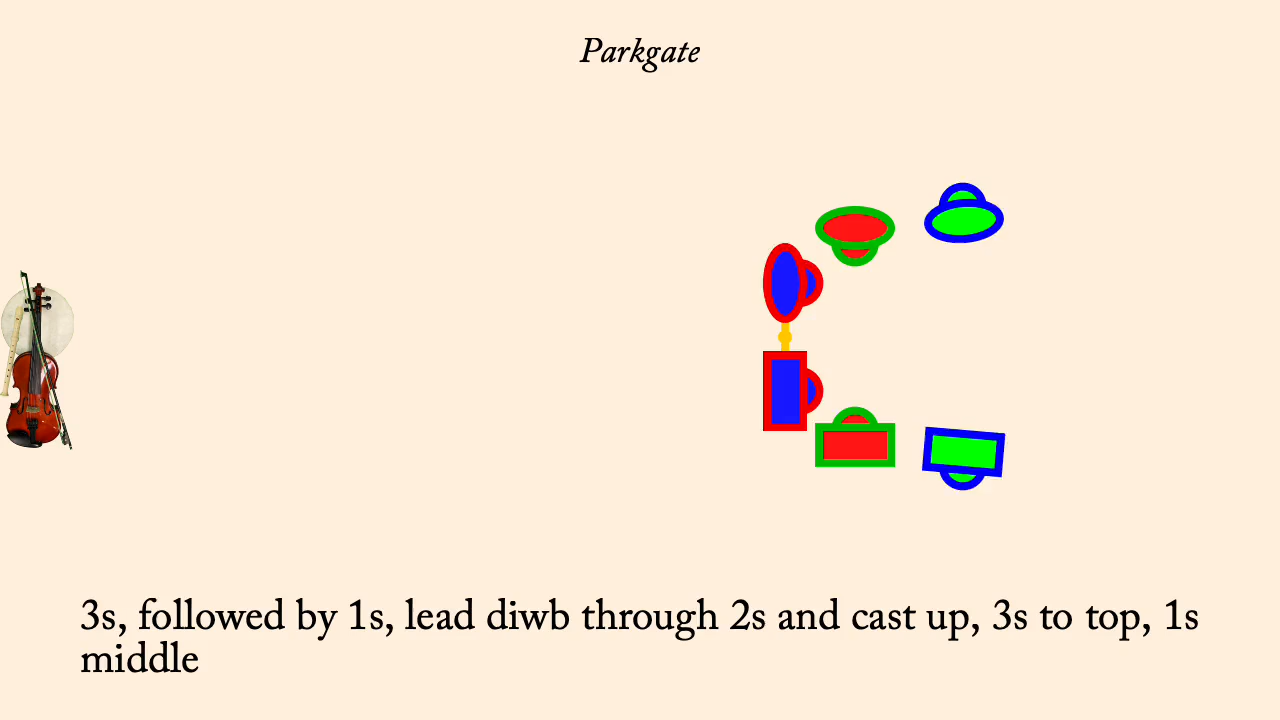 Parkgate
3s, followed by 1s, lead diwb through 2s and cast up, 3s to top, 1s
middle